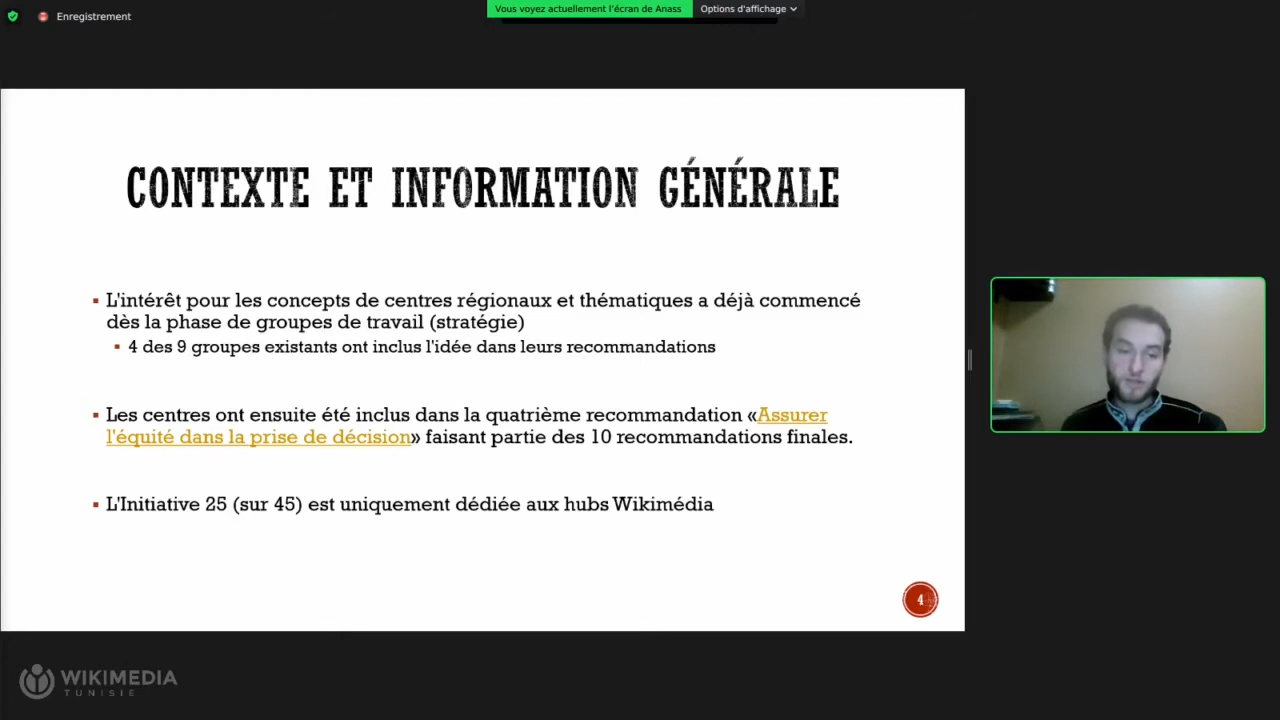 Enregistrement
Vous voyez actuellement l'écran de Anass
Options d'affichage
CONTEXTE ET INFORMATION GÉNÉRALE
L'intérêt pour les concepts de centres régionaux et thématiques a déjà commencé
dès la phase de groupes de travail (stratégie)
4 des 9 groupes existants ont inclus l'idée dans leurs recommandations
Les centres ont ensuite été inclus dans la quatrième recommandation «Assurer
l'équité dans la prise de décision» faisant partie des 10 recommandations finales.
L'Initiative 25 (sur 45) est uniquement dédiée aux hubs Wikimédia
4
WIKIMEDIA
TUNISIE